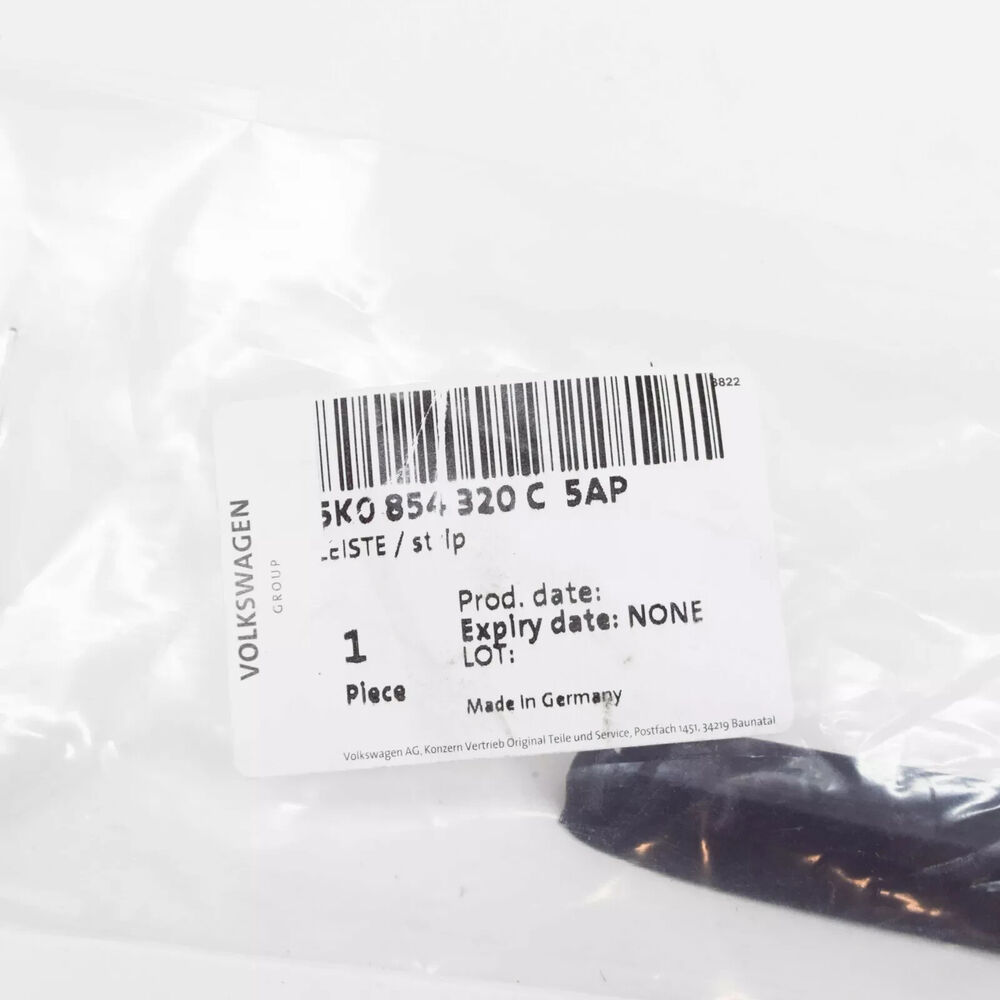 3822
5K0 854 320 C 5AP
LEISTE / strip
Prod. date:
Expiry date: NONE
LOT:
1
Piece
Made In Germany
VOLKSWAGEN
GROUP
Volkswagen AG, Konzern Vertrieb Original Teile und Service, Postfach 1451, 34219 Baunatal